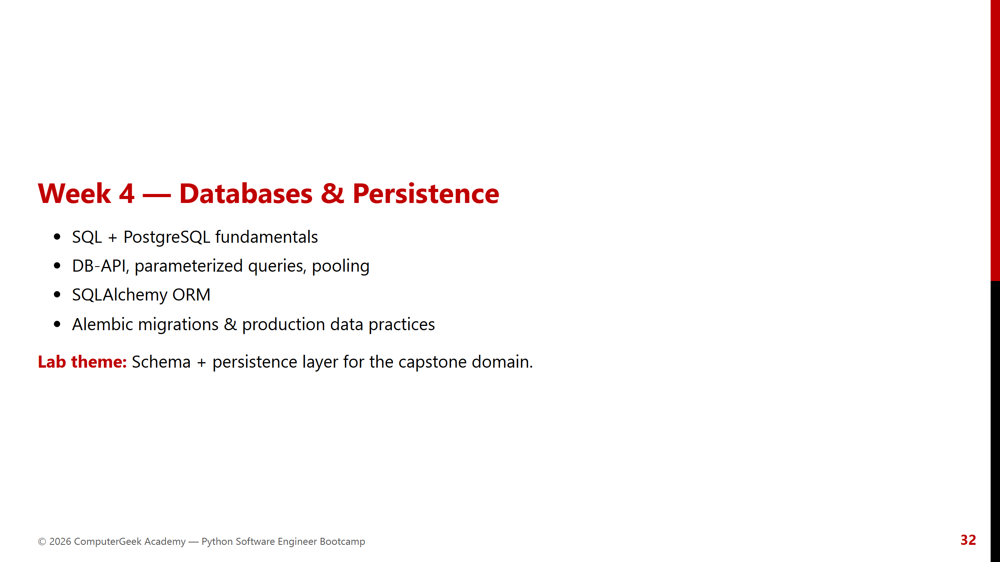 Week 4 — Databases & Persistence
• SQL + PostgreSQL fundamentals
• DB-API, parameterized queries, pooling
• SQLAlchemy ORM
• Alembic migrations & production data practices
Lab theme: Schema + persistence layer for the capstone domain.
© 2026 ComputerGeek Academy — Python Software Engineer Bootcamp
32